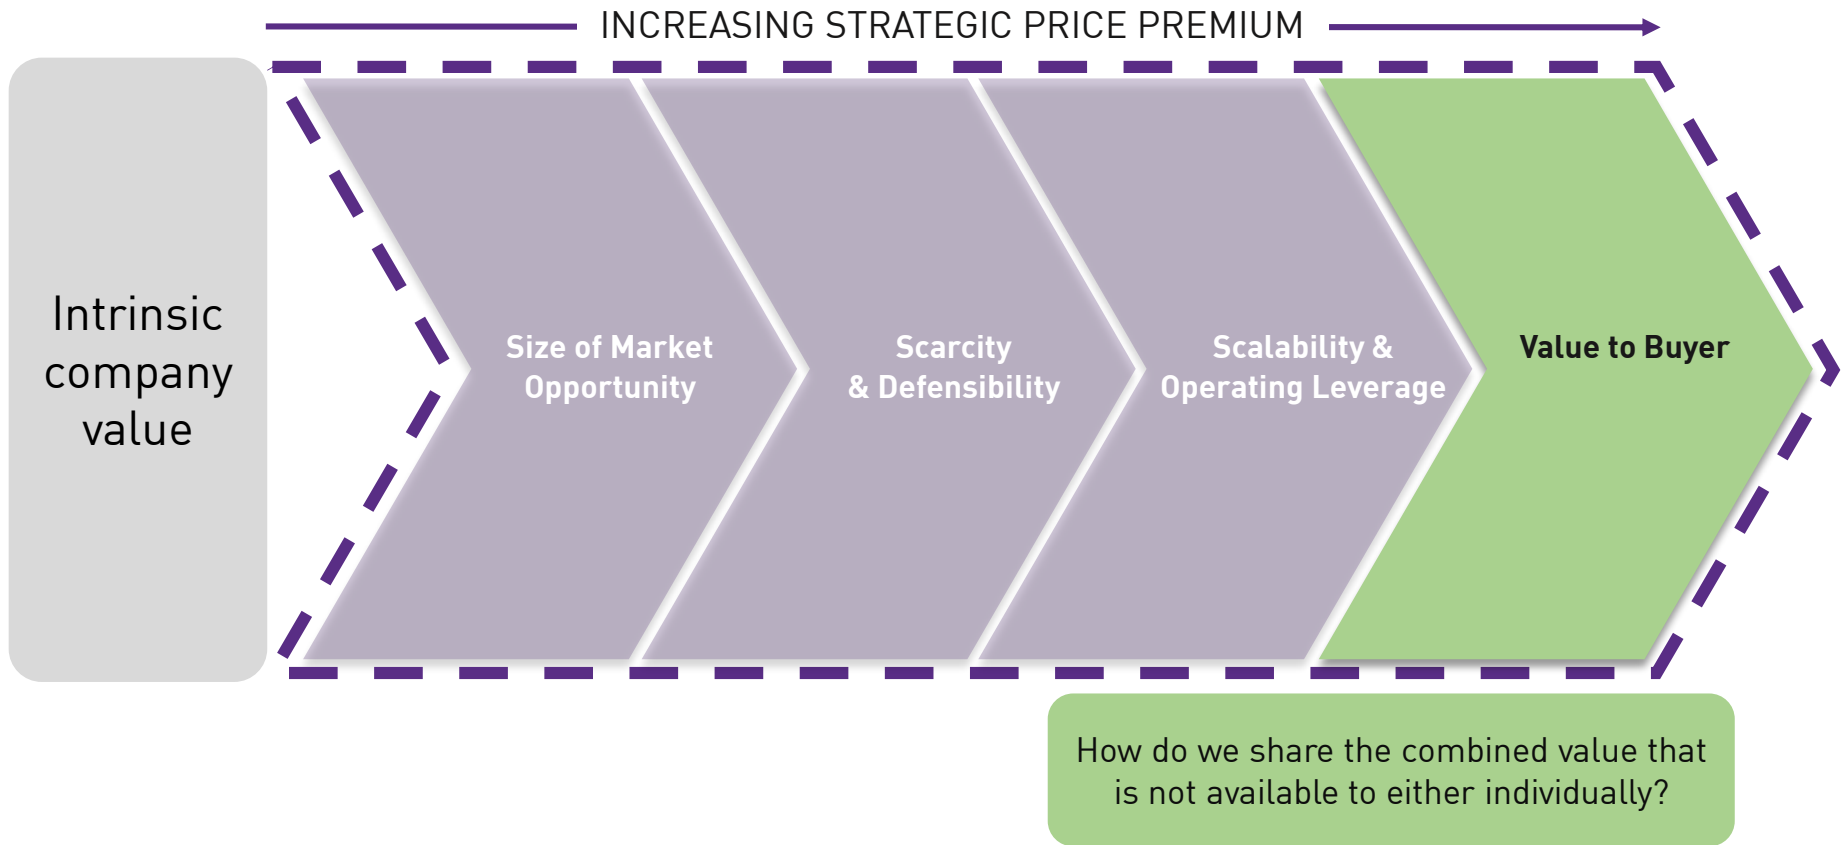 INCREASING STRATEGIC PRICE PREMIUM
Intrinsic
company
value
Size of Market
Opportunity
Scarcity
& Defensibility
Scalability &
Operating Leverage
Value to Buyer
How do we share the combined value that
is not available to either individually?